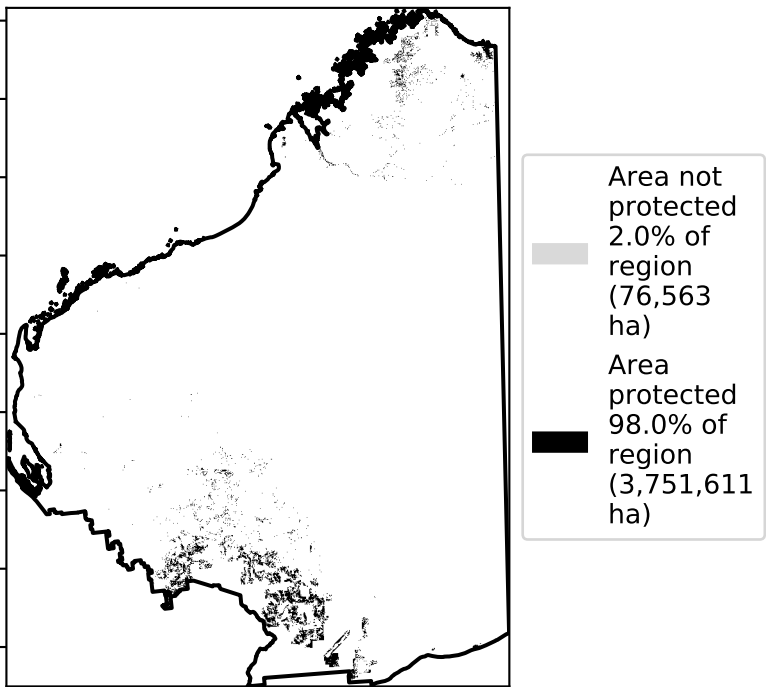 Area not
protected
2.0% of
region
(76,563
ha)
Area
protected
98.0% of
region
(3,751,611
ha)